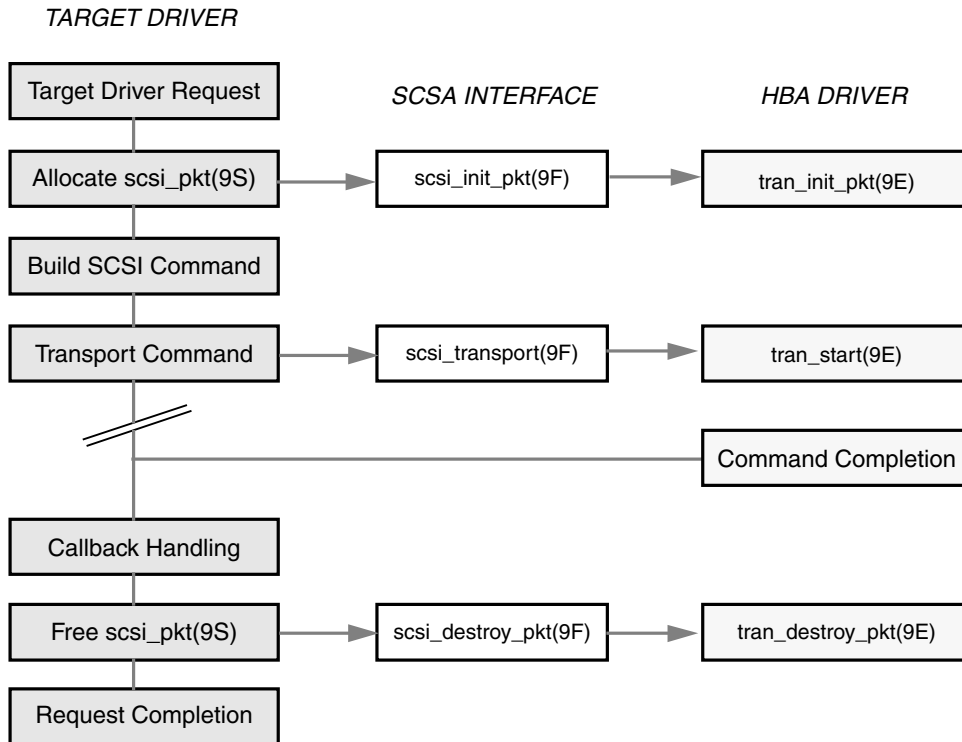 TARGET DRIVER
Target Driver Request
SCSA INTERFACE
HBA DRIVER
Allocate scsi_pkt(9S)
scsi_init_pkt(9F)
tran_init_pkt(9E)
Build SCSI Command
Transport Command
scsi_transport(9F)
tran_start(9E)
Command Completion
Callback Handling
Free scsi_pkt(9S)
scsi_destroy_pkt(9F)
tran_destroy_pkt(9E)
Request Completion